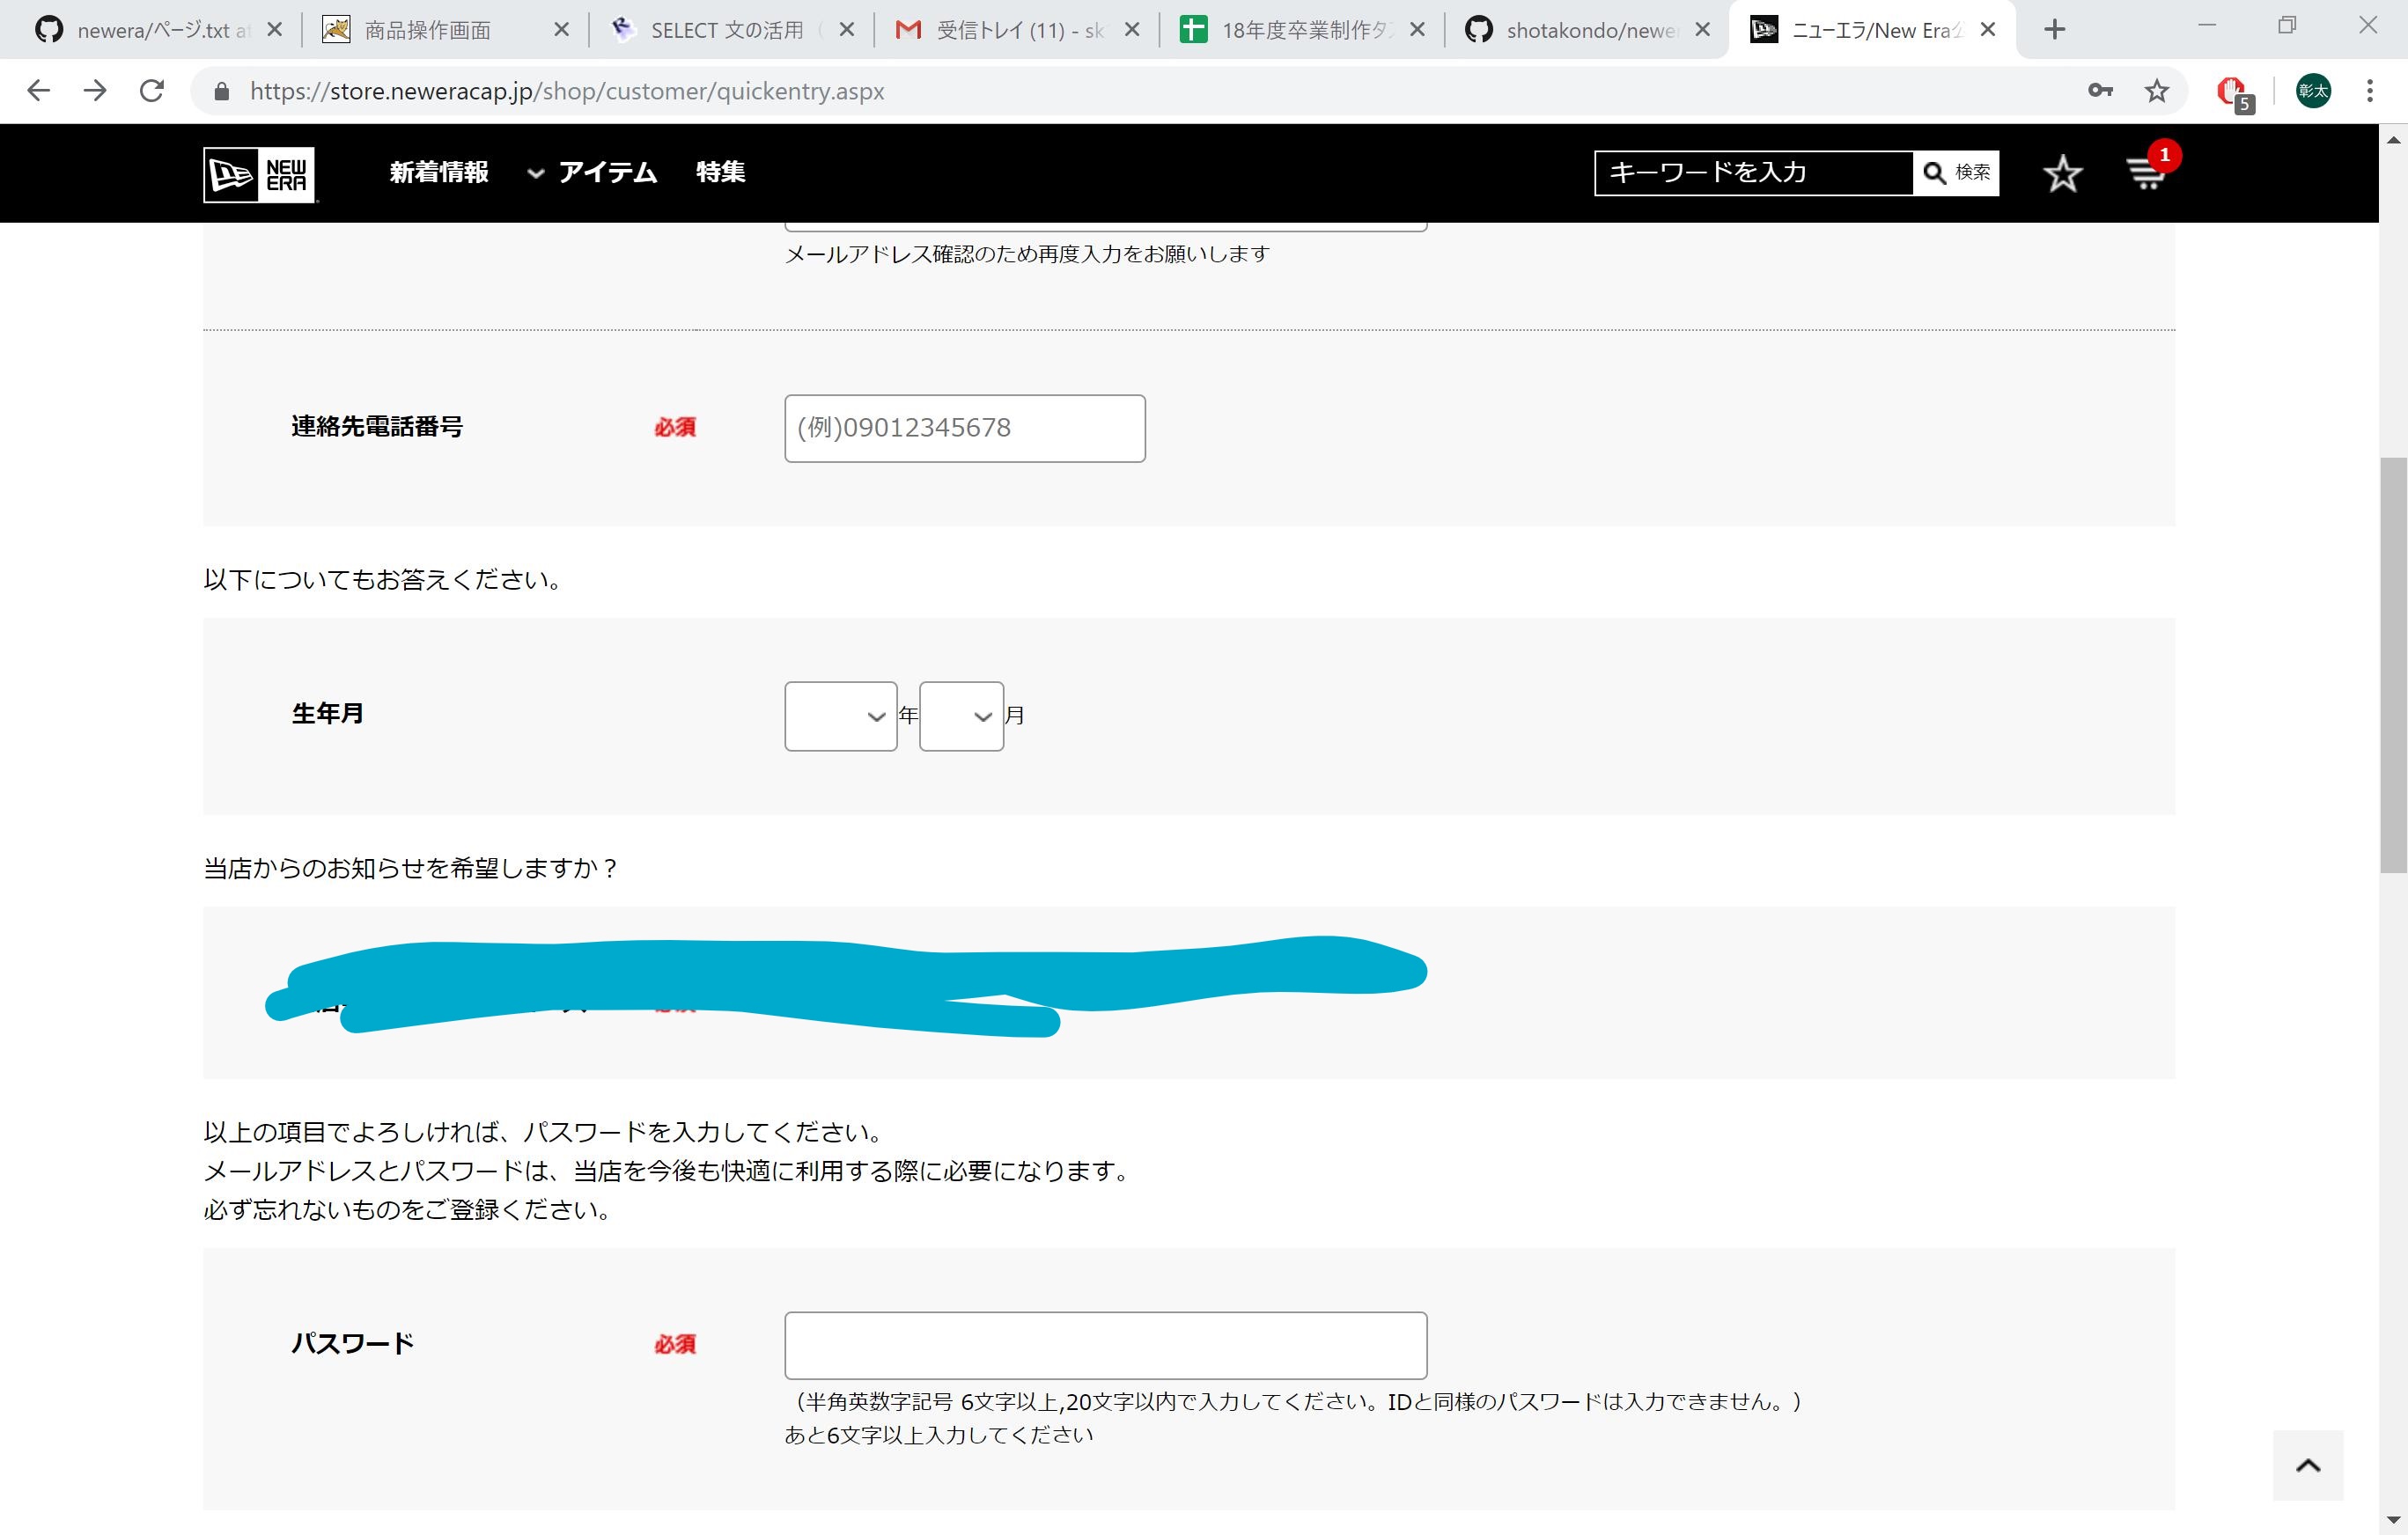 newera/ページ.txt at
商品操作画面
SELECT 文の活用
受信トレイ (11) - sk
18年度卒業制作タス
shotakondo/newe
ニューエラ/New Era公
https://store.neweracap.jp/shop/customer/quickentry.aspx
5
彰太
NEW ERA
新着情報
アイテム
特集
キーワードを入力
検索
1
メールアドレス確認のため再度入力をお願いします
連絡先電話番号 必須 (例)09012345678
以下についてもお答えください。
生年月 年 月
当店からのお知らせを希望しますか？
以上の項目でよろしければ、パスワードを入力してください。
メールアドレスとパスワードは、当店を今後も快適に利用する際に必要になります。
必ず忘れないものをご登録ください。
パスワード 必須
（半角英数字記号 6文字以上,20文字以内で入力してください。IDと同様のパスワードは入力できません。）
あと6文字以上入力してください